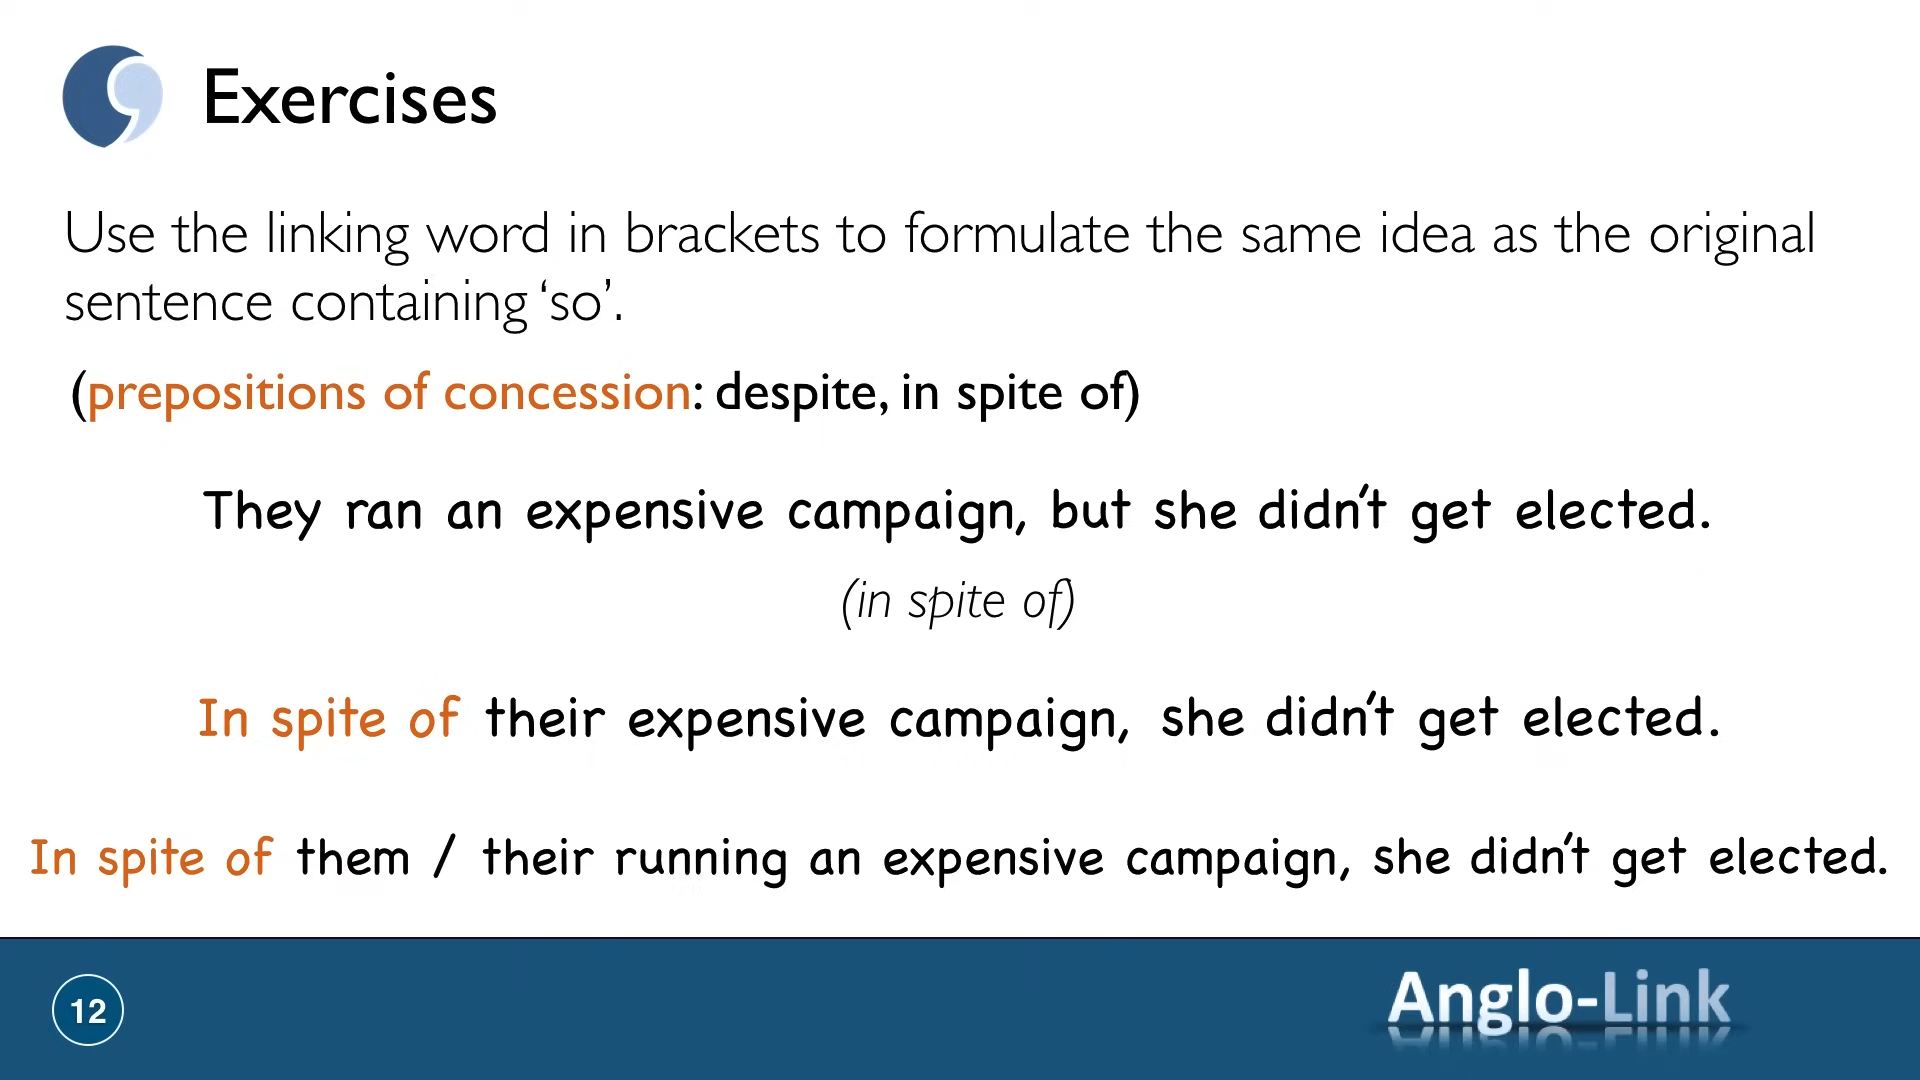 Exercises
Use the linking word in brackets to formulate the same idea as the original
sentence containing ‘so’.
(prepositions of concession: despite, in spite of)
They ran an expensive campaign, but she didn’t get elected.
(in spite of)
In spite of their expensive campaign, she didn’t get elected.
In spite of them / their running an expensive campaign, she didn’t get elected.
12
Anglo-Link